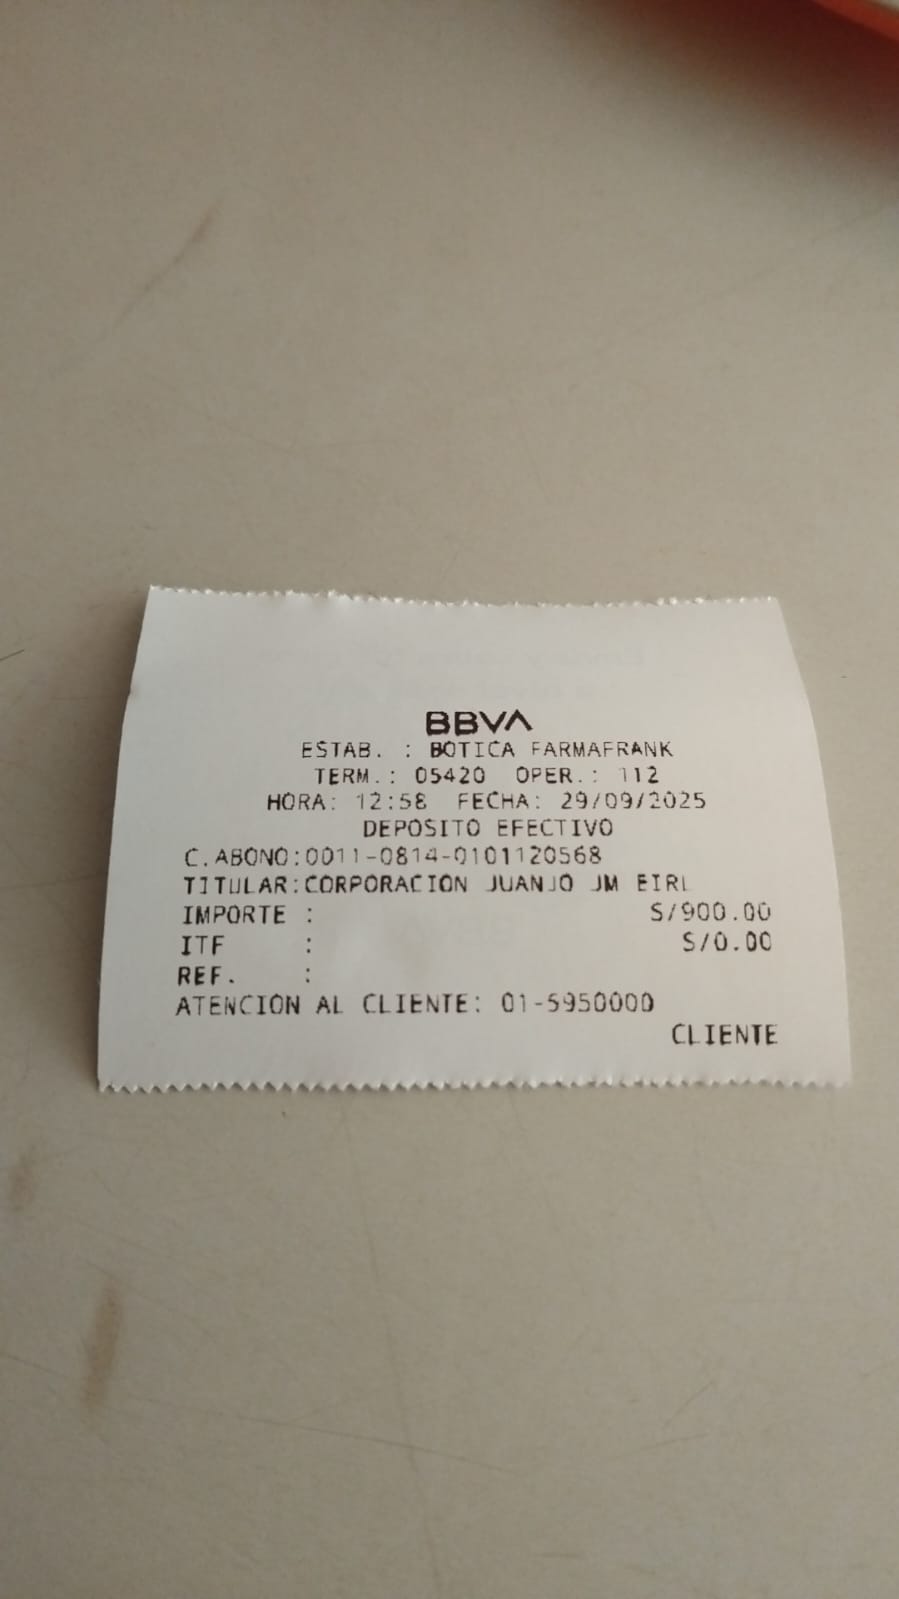 BBVA
ESTAB. : BOTICA FARMAFRANK
TERM.: 05420 OPER.: 112
HORA: 12:58 FECHA: 29/09/2025
DEPOSITO EFECTIVO
C.ABONO:0011-0814-0101120568
TITULAR:CORPORACION JUANJO JM EIRL
IMPORTE : S/900.00
ITF : S/0.00
REF. :
ATENCION AL CLIENTE: 01-5950000
CLIENTE